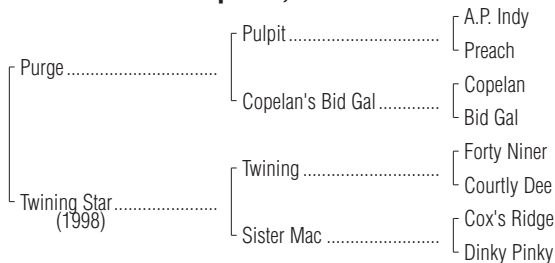 Pulpit
A.P. Indy
Preach
Purge
Copelan's Bid Gal
Copelan
Bid Gal
Twining
Forty Niner
Courtly Dee
Twining Star
(1998)
Sister Mac
Cox's Ridge
Dinky Pinky